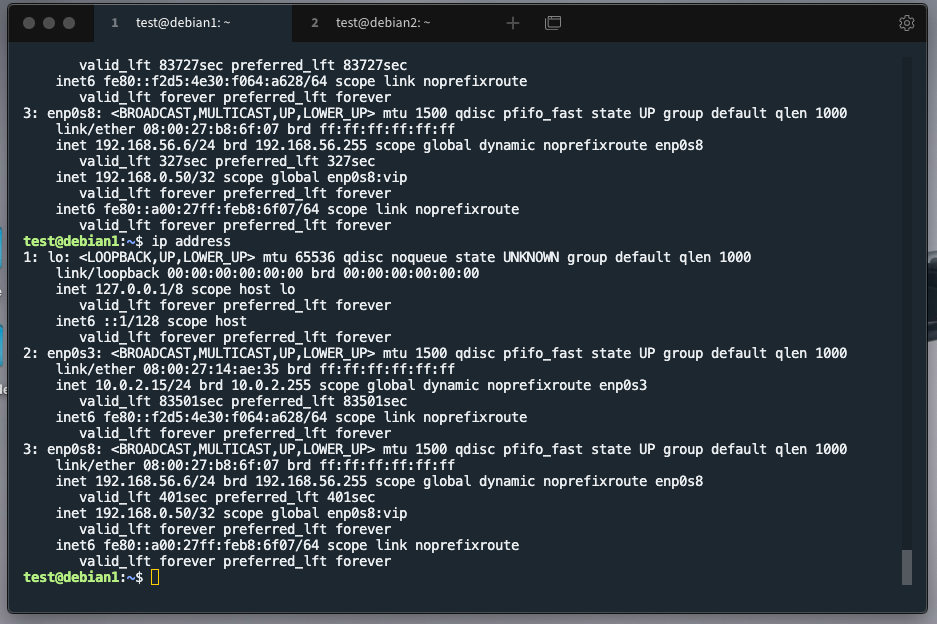 1 test@debian1: ~ 2 test@debian2: ~
valid_lft 83727sec preferred_lft 83727sec
inet6 fe80::f2d5:4e30:f064:a628/64 scope link noprefixroute
valid_lft forever preferred_lft forever
3: enp0s8: <BROADCAST,MULTICAST,UP,LOWER_UP> mtu 1500 qdisc pfifo_fast state UP group default qlen 1000
link/ether 08:00:27:b8:6f:07 brd ff:ff:ff:ff:ff:ff
inet 192.168.56.6/24 brd 192.168.56.255 scope global dynamic noprefixroute enp0s8
valid_lft 327sec preferred_lft 327sec
inet 192.168.0.50/32 scope global enp0s8:vip
valid_lft forever preferred_lft forever
inet6 fe80::a00:27ff:feb8:6f07/64 scope link noprefixroute
valid_lft forever preferred_lft forever
test@debian1:~$ ip address
1: lo: <LOOPBACK,UP,LOWER_UP> mtu 65536 qdisc noqueue state UNKNOWN group default qlen 1000
link/loopback 00:00:00:00:00:00 brd 00:00:00:00:00:00
inet 127.0.0.1/8 scope host lo
valid_lft forever preferred_lft forever
inet6 ::1/128 scope host
valid_lft forever preferred_lft forever
2: enp0s3: <BROADCAST,MULTICAST,UP,LOWER_UP> mtu 1500 qdisc pfifo_fast state UP group default qlen 1000
link/ether 08:00:27:14:ae:35 brd ff:ff:ff:ff:ff:ff
inet 10.0.2.15/24 brd 10.0.2.255 scope global dynamic noprefixroute enp0s3
valid_lft 83501sec preferred_lft 83501sec
inet6 fe80::f2d5:4e30:f064:a628/64 scope link noprefixroute
valid_lft forever preferred_lft forever
3: enp0s8: <BROADCAST,MULTICAST,UP,LOWER_UP> mtu 1500 qdisc pfifo_fast state UP group default qlen 1000
link/ether 08:00:27:b8:6f:07 brd ff:ff:ff:ff:ff:ff
inet 192.168.56.6/24 brd 192.168.56.255 scope global dynamic noprefixroute enp0s8
valid_lft 401sec preferred_lft 401sec
inet 192.168.0.50/32 scope global enp0s8:vip
valid_lft forever preferred_lft forever
inet6 fe80::a00:27ff:feb8:6f07/64 scope link noprefixroute
valid_lft forever preferred_lft forever
test@debian1:~$